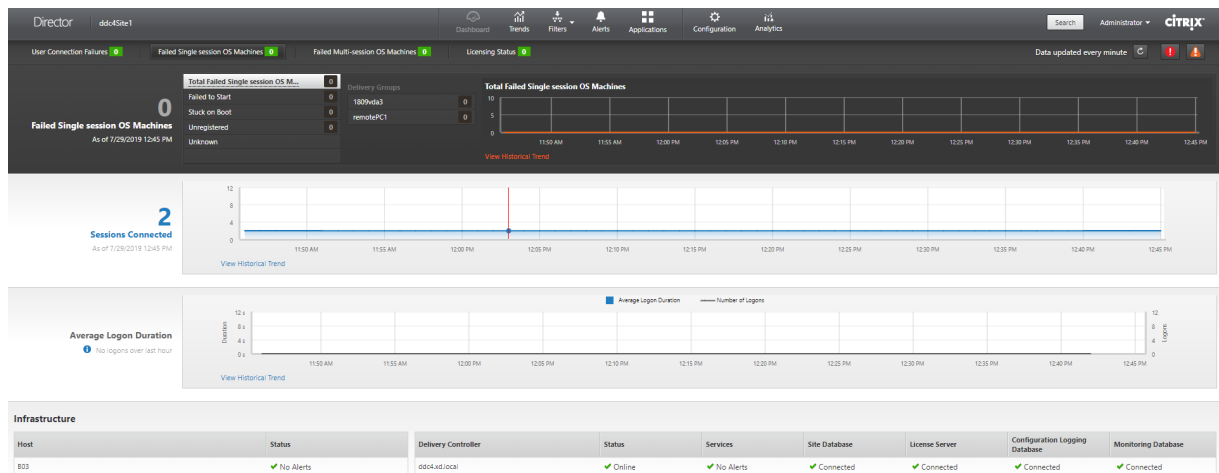 Director ddc4Site1 Dashboard Trends Filters Alerts Applications Configuration Analytics Search Administrator citrix
User Connection Failures 0 Failed Single session OS Machines 0 Failed Multi-session OS Machines 0 Licensing Status 0 Data updated every minute
0
Failed Single session OS Machines
As of 7/29/2019 12:45 PM
Total Failed Single session OS M... 0
Failed to Start 0
Stuck on Boot 0
Unregistered 0
Unknown
Delivery Groups
1809vda3 0
remotePC1 0
Total Failed Single session OS Machines
10
5
0
11:50 AM 11:55 AM 12:00 PM 12:05 PM 12:10 PM 12:15 PM 12:20 PM 12:25 PM 12:30 PM 12:35 PM 12:40 PM 12:45 PM
View Historical Trend
2
Sessions Connected
As of 7/29/2019 12:45 PM
12
8
4
0
11:50 AM 11:55 AM 12:00 PM 12:05 PM 12:10 PM 12:15 PM 12:20 PM 12:25 PM 12:30 PM 12:35 PM 12:40 PM 12:45 PM
View Historical Trend
Average Logon Duration
No logons over last hour
Average Logon Duration Number of Logons
Duration
12 s
8 s
4 s
0 s
12
8
4
0
Logons
11:50 AM 11:55 AM 12:00 PM 12:05 PM 12:10 PM 12:15 PM 12:20 PM 12:25 PM 12:30 PM 12:35 PM 12:40 PM 12:45 PM
View Historical Trend
Infrastructure
Host Status
B03 No Alerts
Delivery Controller Status Services Site Database License Server Configuration Logging Database Monitoring Database
ddc4.xd.local Online No Alerts Connected Connected Connected Connected